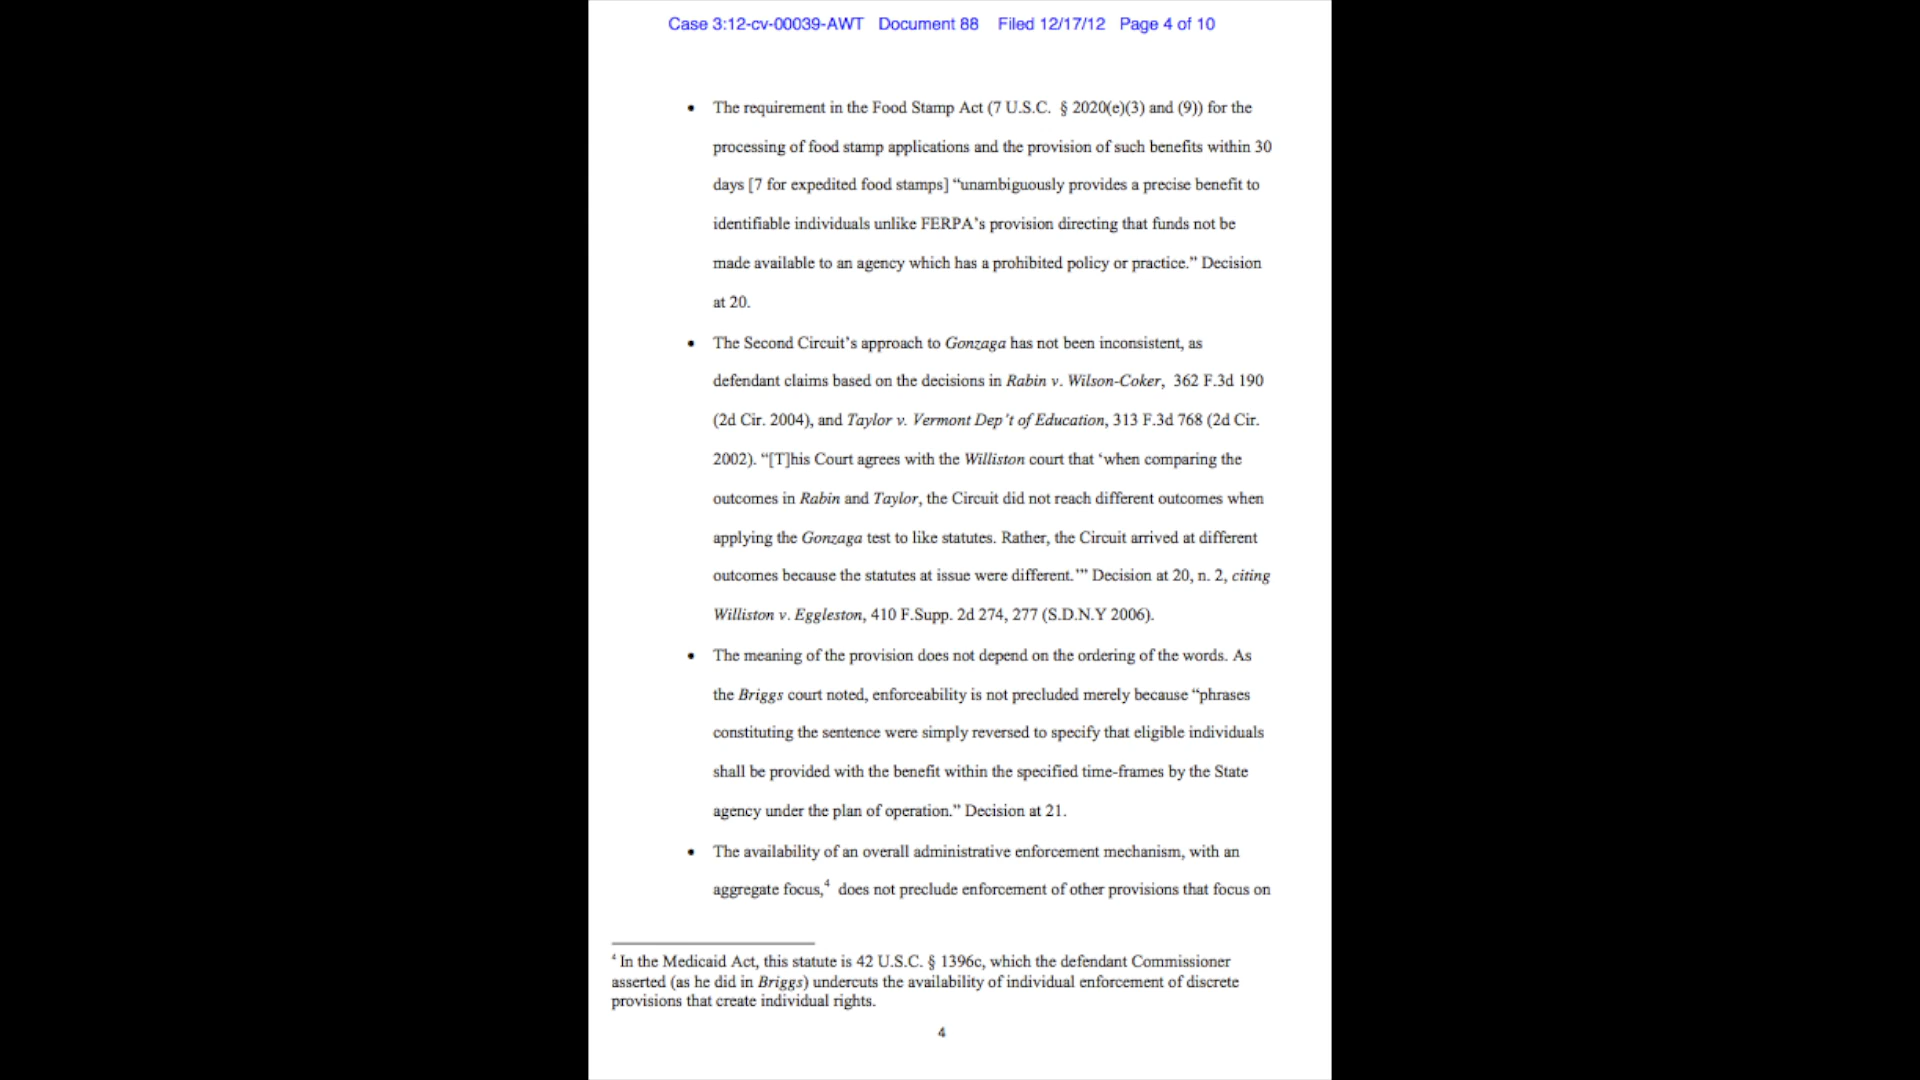 Case 3:12-cv-00039-AWT Document 88 Filed 12/17/12 Page 4 of 10
• The requirement in the Food Stamp Act (7 U.S.C. § 2020(e)(3) and (9)) for the
processing of food stamp applications and the provision of such benefits within 30
days [7 for expedited food stamps] “unambiguously provides a precise benefit to
identifiable individuals unlike FERPA’s provision directing that funds not be
made available to an agency which has a prohibited policy or practice.” Decision
at 20.
• The Second Circuit’s approach to Gonzaga has not been inconsistent, as
defendant claims based on the decisions in Rabin v. Wilson-Coker, 362 F.3d 190
(2d Cir. 2004), and Taylor v. Vermont Dep’t of Education, 313 F.3d 768 (2d Cir.
2002). “[T]his Court agrees with the Williston court that ‘when comparing the
outcomes in Rabin and Taylor, the Circuit did not reach different outcomes when
applying the Gonzaga test to like statutes. Rather, the Circuit arrived at different
outcomes because the statutes at issue were different.’” Decision at 20, n. 2, citing
Williston v. Eggleston, 410 F.Supp. 2d 274, 277 (S.D.N.Y 2006).
• The meaning of the provision does not depend on the ordering of the words. As
the Briggs court noted, enforceability is not precluded merely because “phrases
constituting the sentence were simply reversed to specify that eligible individuals
shall be provided with the benefit within the specified time-frames by the State
agency under the plan of operation.” Decision at 21.
• The availability of an overall administrative enforcement mechanism, with an
aggregate focus,4 does not preclude enforcement of other provisions that focus on
4 In the Medicaid Act, this statute is 42 U.S.C. § 1396c, which the defendant Commissioner
asserted (as he did in Briggs) undercuts the availability of individual enforcement of discrete
provisions that create individual rights.
4